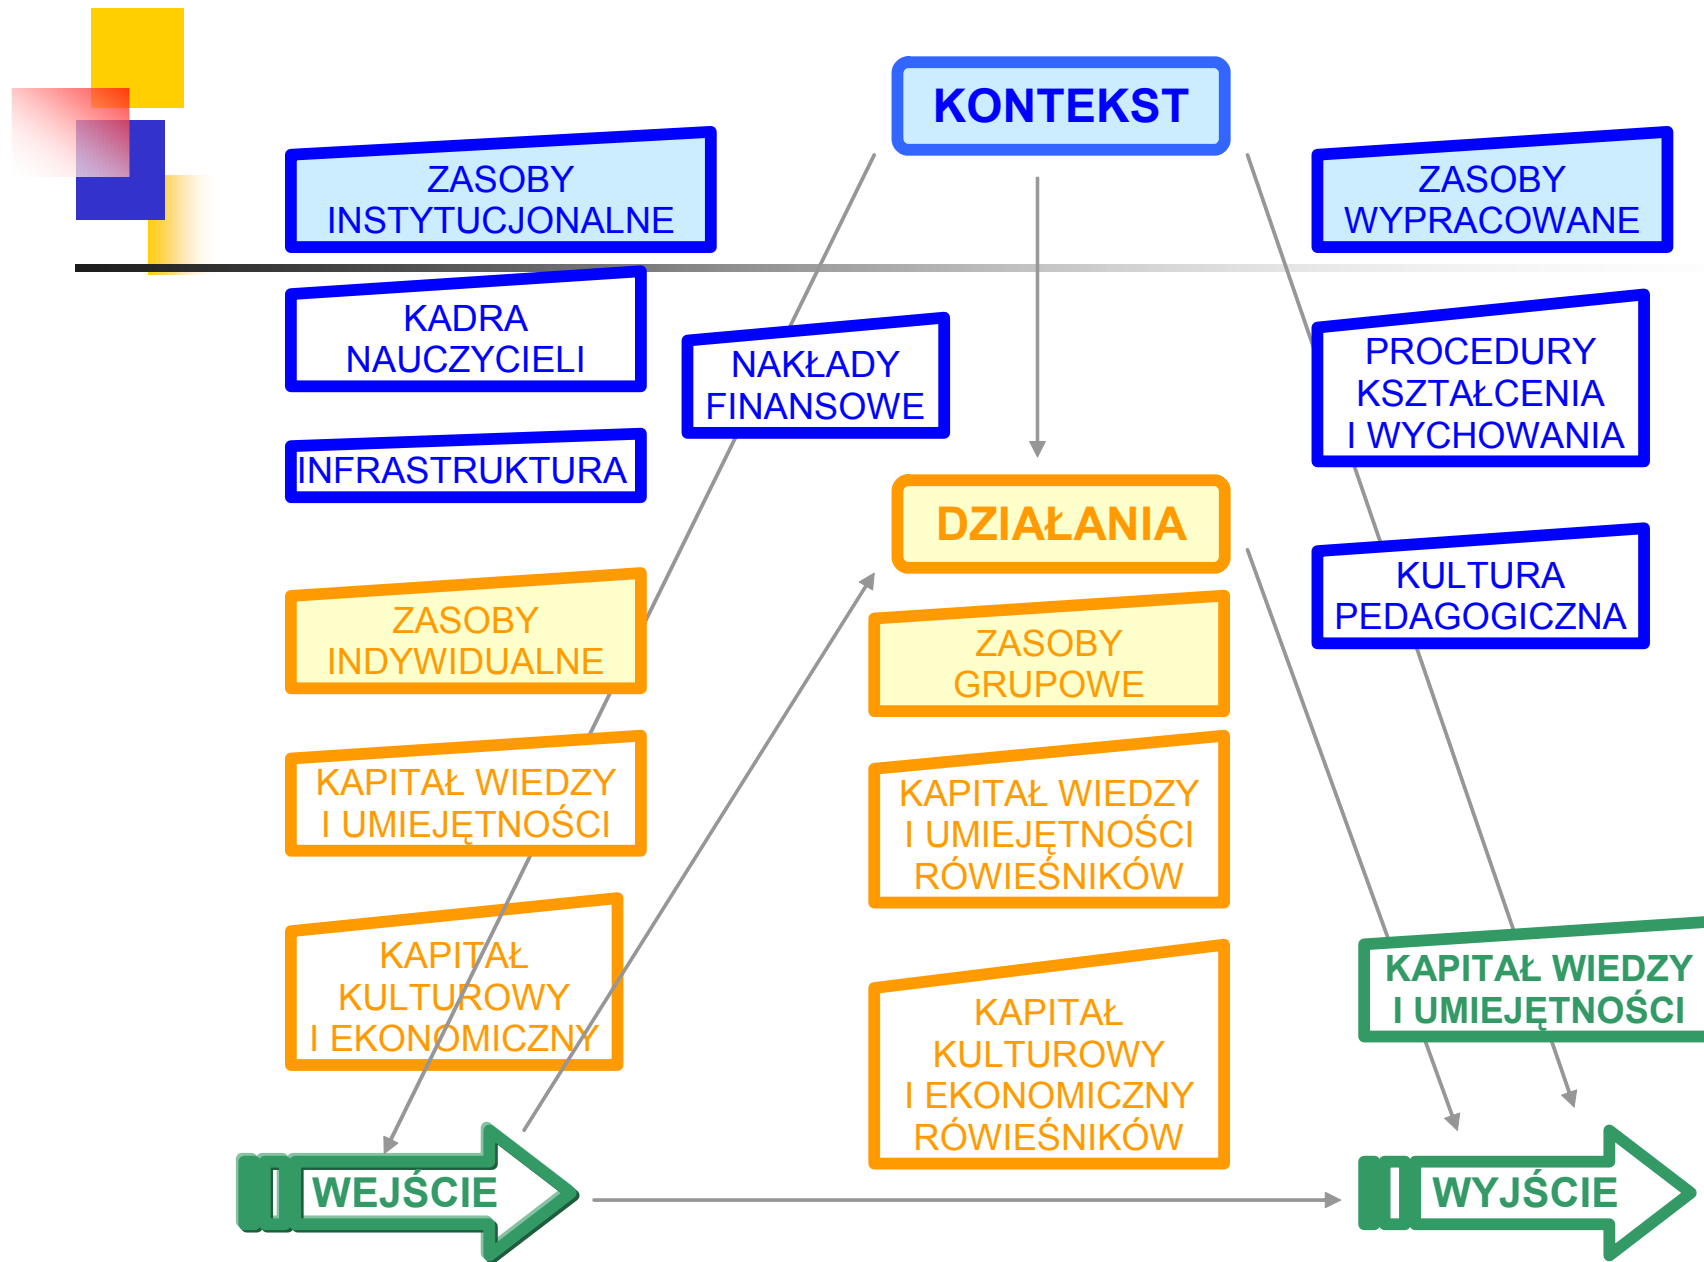 KONTEKST
ZASOBY
INSTYTUCJONALNE
ZASOBY
WYPRACOWANE
KADRA
NAUCZYCIELI
NAKŁADY
FINANSOWE
PROCEDURY
KSZTAŁCENIA
I WYCHOWANIA
INFRASTRUKTURA
DZIAŁANIA
KULTURA
PEDAGOGICZNA
ZASOBY
INDYWIDUALNE
ZASOBY
GRUPOWE
KAPITAŁ WIEDZY
I UMIEJĘTNOŚCI
KAPITAŁ WIEDZY
I UMIEJĘTNOŚCI
RÓWIEŚNIKÓW
KAPITAŁ
KULTUROWY
I EKONOMICZNY
KAPITAŁ
KULTUROWY
I EKONOMICZNY
RÓWIEŚNIKÓW
KAPITAŁ WIEDZY
I UMIEJĘTNOŚCI
WEJŚCIE
WYJŚCIE